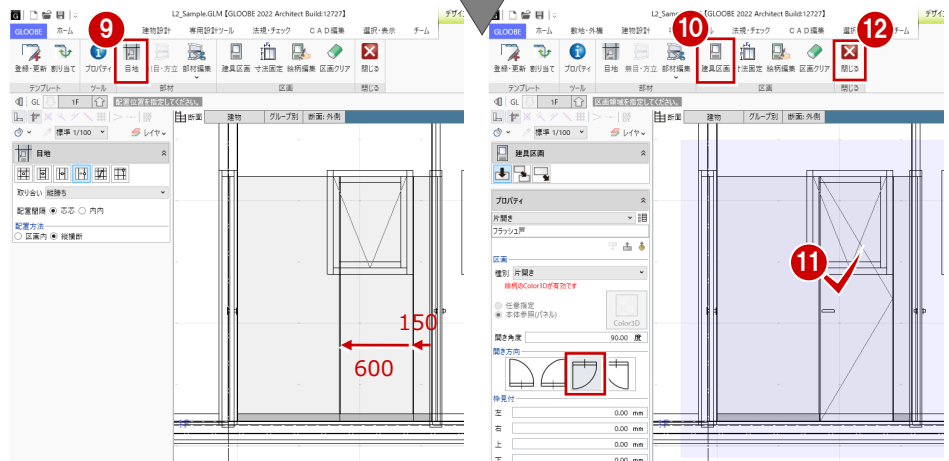 L2_Sample.GLM [GLOOBE 2022 Architect Build:12727]
デザイン
GLOOBE ホーム 建物設計 専用設計ツール 法規・チェック CAD編集 選択・表示 チーム
9
登録・更新 割り当て プロパティ 目地 無目・方立 部材編集 建具区画 寸法固定 絵柄編集 区画クリア 閉じる
テンプレート ツール 部材 区画 閉じる
GL 1F 配置位置を指定してください。
断面 建物 グループ別 断面: 外側
標準 1/100 レイヤ
目地
取り合い 縦勝ち
配置間隔 芯芯 内内
配置方法
区画内 縦横断
150
600
L2_Sample.GLM [GLOOBE 2022 Architect Build:12727]
デザイン
GLOOBE ホーム 敷地・外構 建物設計 法規・チェック CAD編集 チーム
10
12
登録・更新 割り当て プロパティ 目地 無目・方立 部材編集 建具区画 寸法固定 絵柄編集 区画クリア 閉じる
テンプレート ツール 部材 区画 閉じる
GL 1F 区画領域を指定してください。
断面 建物 グループ別 断面: 外側
標準 1/100 レイヤ
建具区画
プロパティ
片開き
フラッシュ戸
区画
種別 片開き
絵柄のColor3Dが有効です
任意指定
本体参照(パネル)
Color3D
開き角度 90.00 度
開き方向
枠見付
左 0.00 mm
右 0.00 mm
上 0.00 mm
下 0.00 mm
11